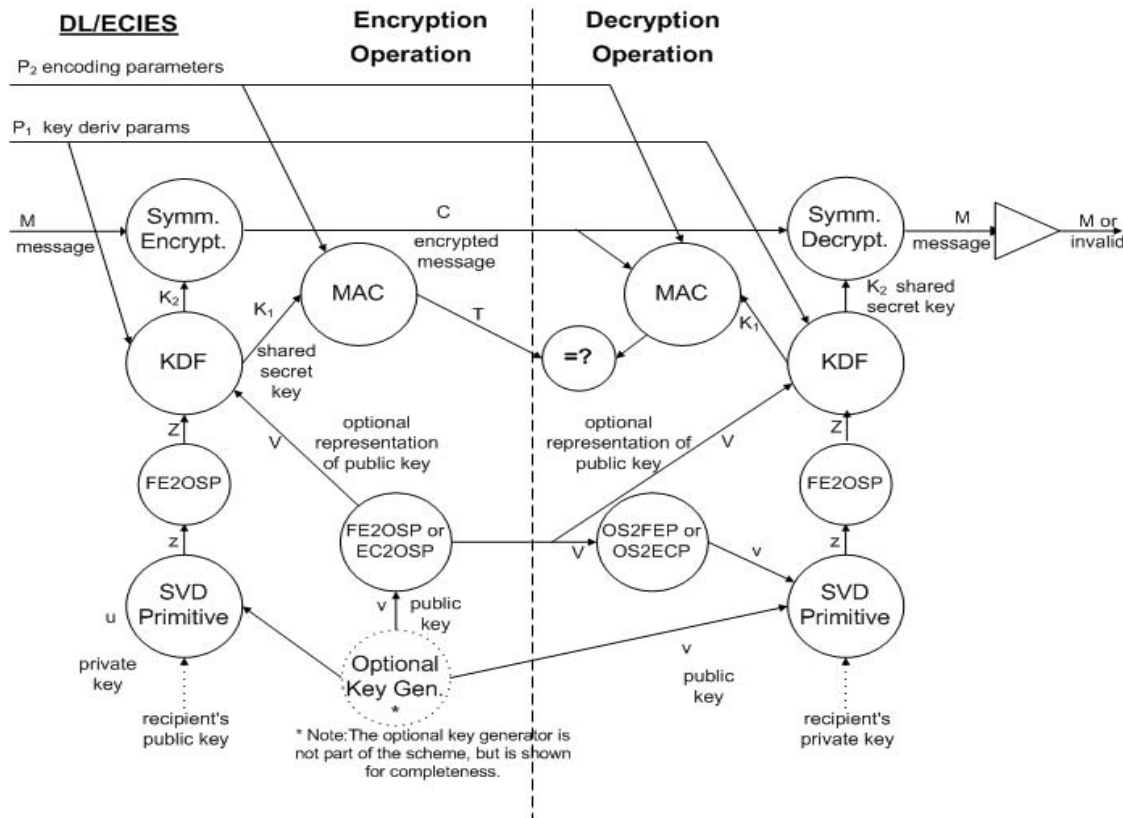 DL/ECIES
Encryption
Operation
Decryption
Operation
P₂ encoding parameters
P₁ key deriv params
M
message
Symm.
Encrypt.
C
encrypted
message
Symm.
Decrypt.
M
message
M or
invalid
K₂
MAC
MAC
K₂ shared
secret key
K₁
T
K₁
KDF
shared
secret
key
=?
KDF
Z
V
optional
representation
of public key
optional
representation of
public key
V
Z
FE2OSP
FE2OSP
z
FE2OSP or
EC2OSP
V
OS2FEP or
OS2ECP
v
z
SVD
Primitive
u
v
public
key
SVD
Primitive
private
key
Optional
Key Gen.
*
v
public
key
recipient's
public key
recipient's
private key
* Note:The optional key generator is
not part of the scheme, but is shown
for completeness.